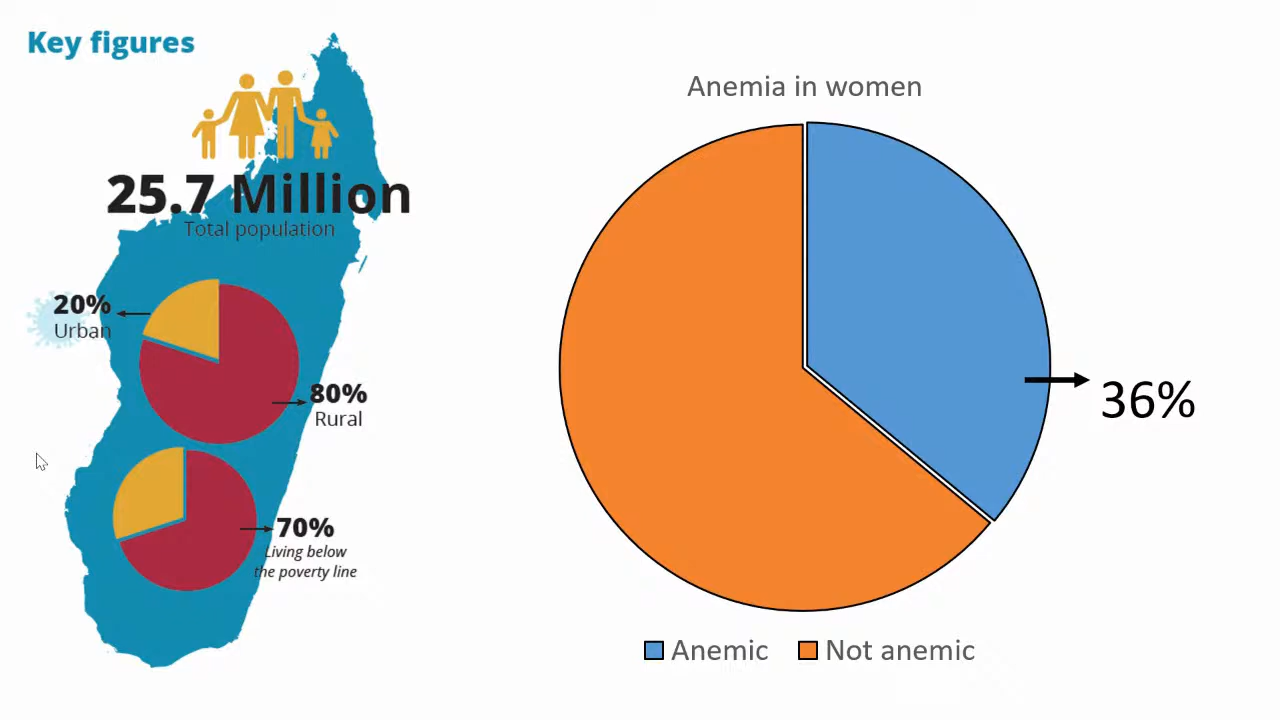 Key figures
25.7 Million
Total population
20%
Urban
80%
Rural
70%
Living below
the poverty line
Anemia in women
36%
Anemic
Not anemic